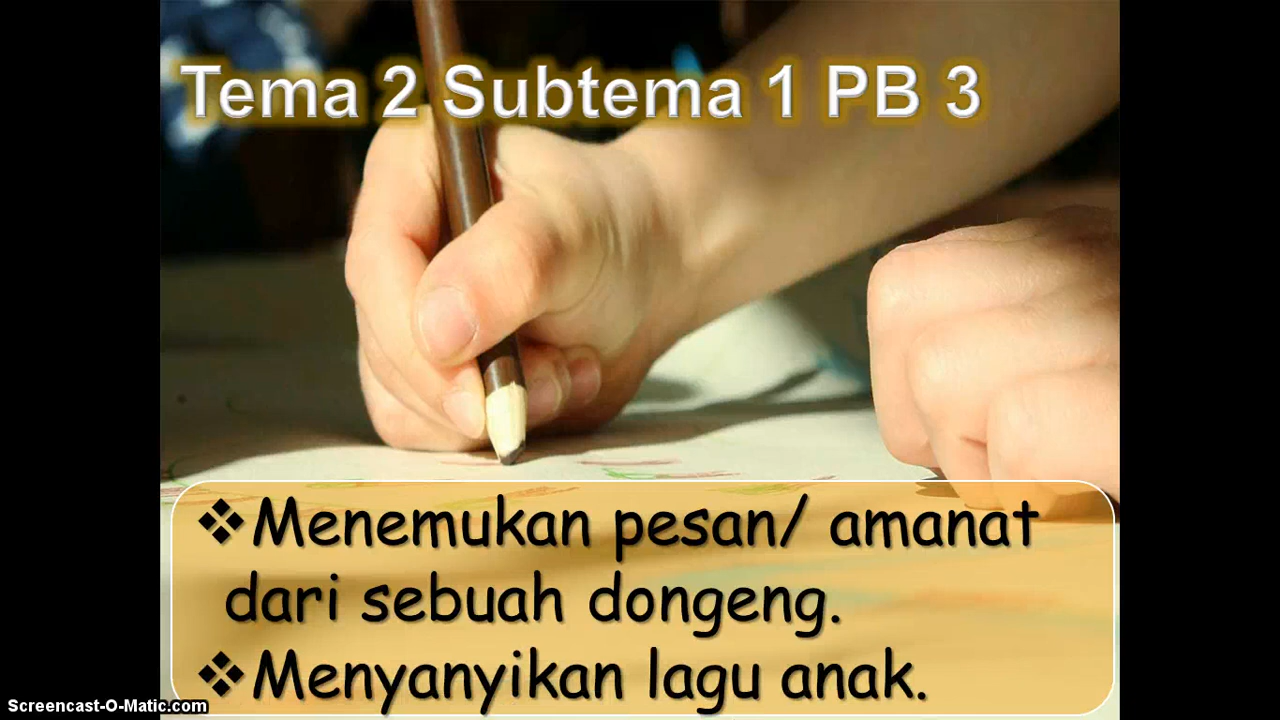 Tema 2 Subtema 1 PB 3
❖Menemukan pesan/ amanat
dari sebuah dongeng.
❖Menyanyikan lagu anak.
Screencast-O-Matic.com